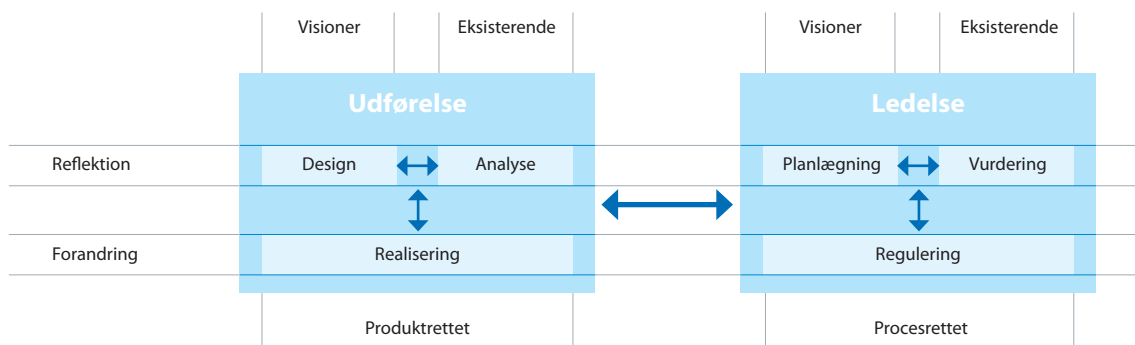 Visioner Eksisterende Visioner Eksisterende
Udførelse Ledelse
Reflektion Design Analyse Planlægning Vurdering
Forandring Realisering Regulering
Produktrettet Procesrettet